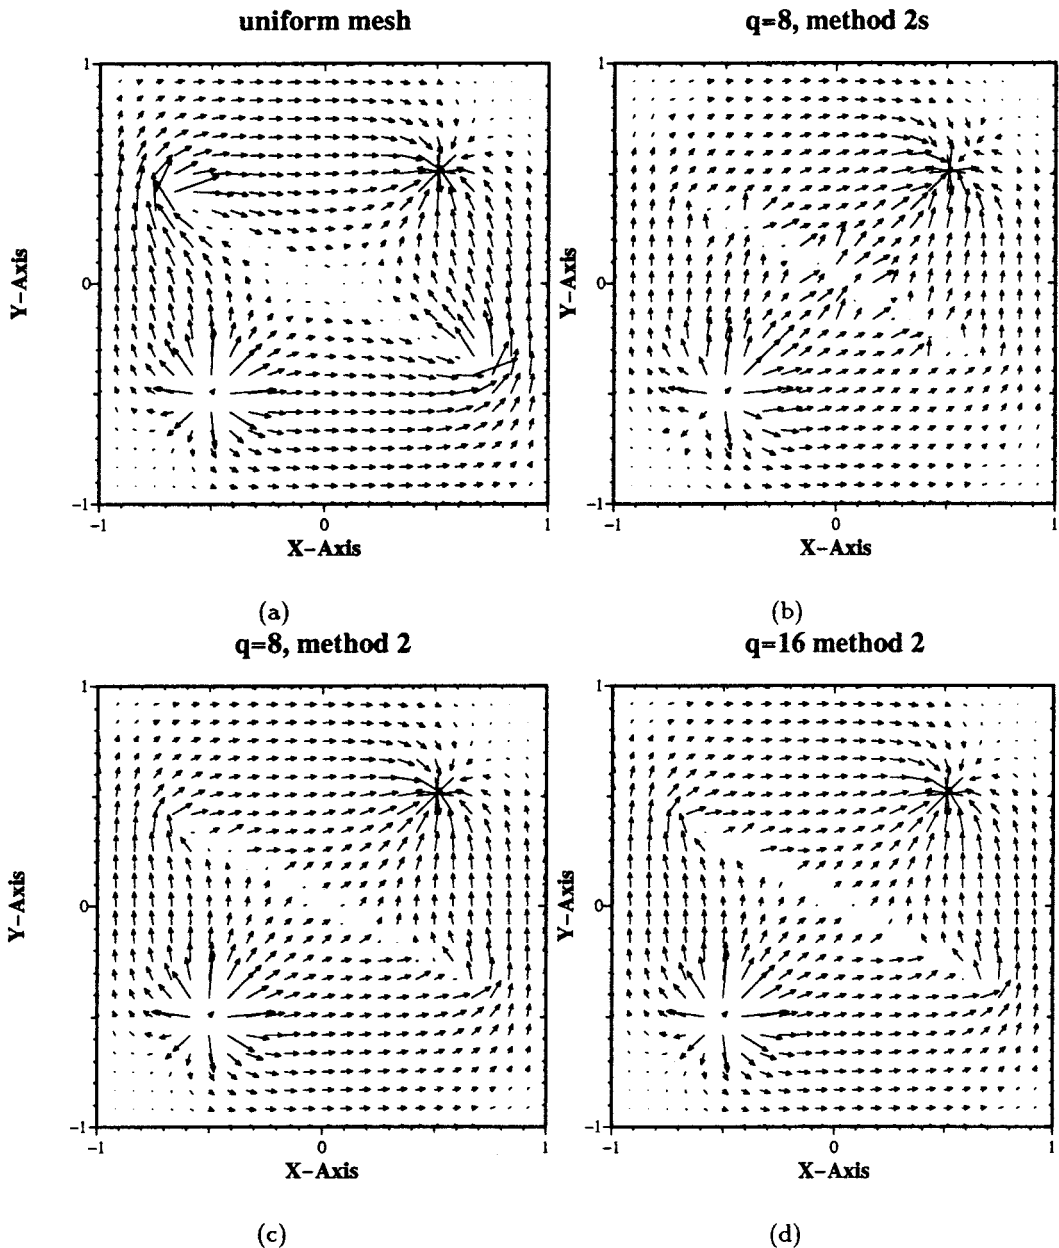 uniform mesh
q=8, method 2s
1
1
Y-Axis
0
Y-Axis
0
-1
-1
-1
0
1
-1
0
1
X-Axis
X-Axis
(a)
(b)
q=8, method 2
q=16 method 2
1
1
Y-Axis
0
Y-Axis
0
-1
-1
-1
0
1
-1
0
1
X-Axis
X-Axis
(c)
(d)